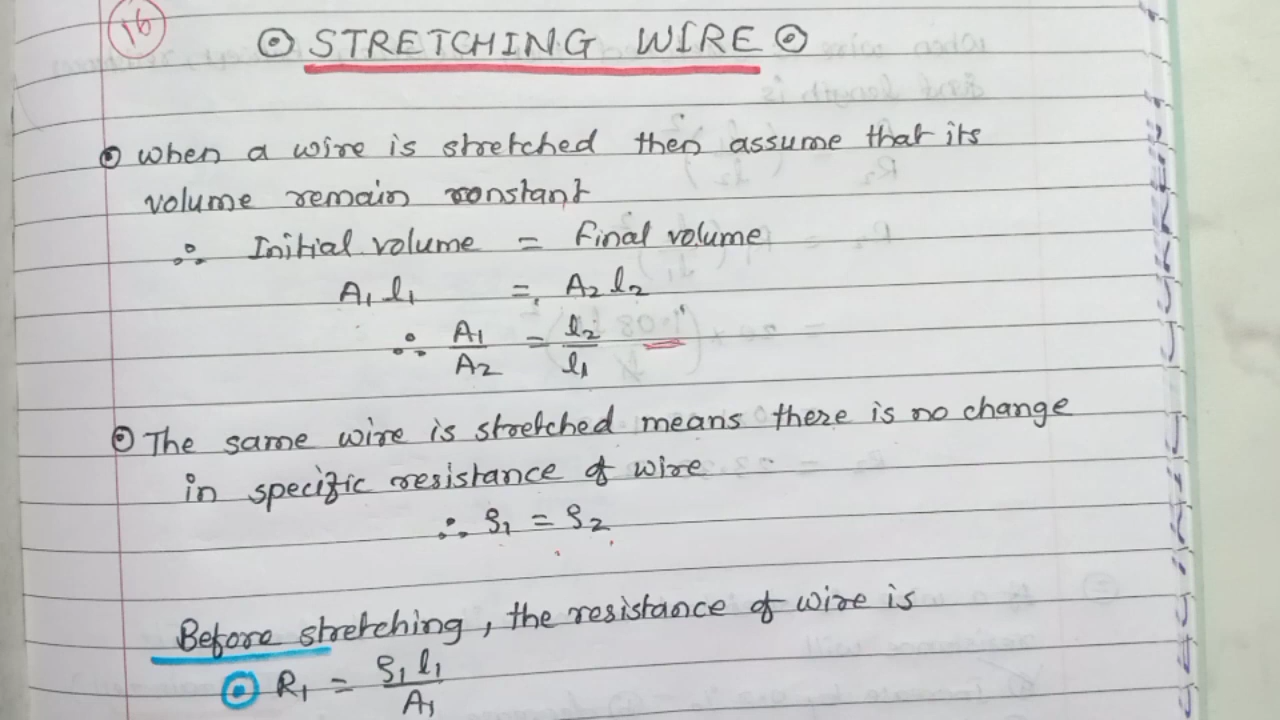 16
⊙ STRETCHING WIRE ⊙
⊙ When a wire is stretched then assume that its
volume remain constant
∴ Initial volume = final volume
A₁ l₁ = A₂ l₂
∴ A₁/A₂ = l₂/l₁
⊙ The same wire is stretched means there is no change
in specific resistance of wire
∴ ρ₁ = ρ₂
Before stretching, the resistance of wire is
⊙ R₁ = ρ₁ l₁/A₁